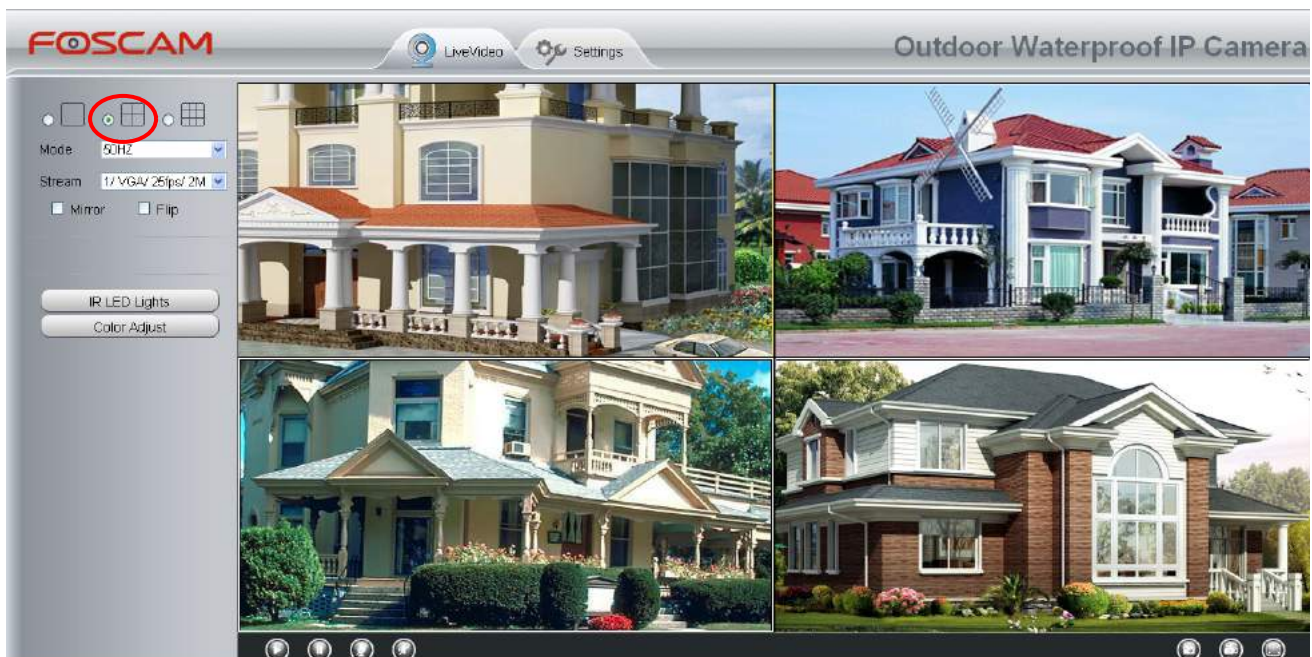 FOSCAM
LiveVideo
Settings
Outdoor Waterproof IP Camera
Mode
50HZ
Stream
1/ VGA/ 25fps/ 2M
Mirror
Flip
IR LED Lights
Color Adjust